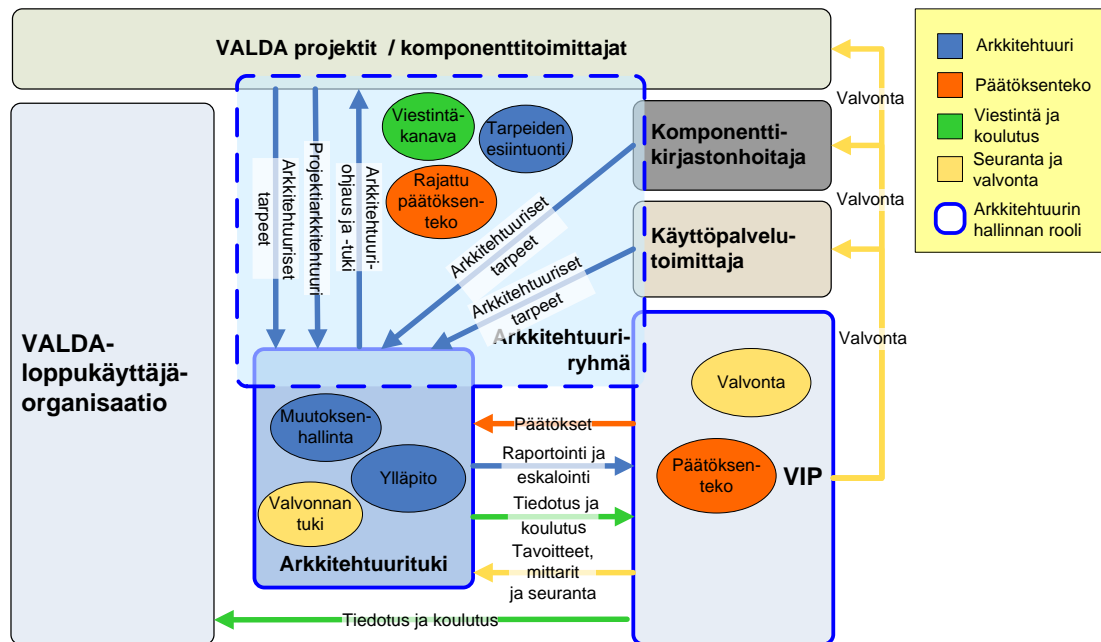 VALDA projektit / komponenttitoimittajat
Arkkitehtuuri
Päätöksenteko
Viestintä ja
koulutus
Seuranta ja
valvonta
Arkkitehtuurin
hallinnan rooli
Valvonta
Valvonta
Valvonta
Viestintä-
kanava
Tarpeiden
esiintuonti
Rajattu
päätöksen-
teko
Komponentti-
kirjastonhoitaja
Käyttöpalvelu-
toimittaja
Arkkitehtuuriset
tarpeet
Projektiarkkitehtuuri
Arkkitehtuuri-
ohjaus ja -tuki
Arkkitehtuuriset
tarpeet
Arkkitehtuuriset
tarpeet
Arkkitehtuuri-
ryhmä
VALDA-
loppukäyttäjä-
organisaatio
Muutoksen-
hallinta
Ylläpito
Valvonnan
tuki
Arkkitehtuurituki
Päätökset
Raportointi ja
eskalointi
Tiedotus ja
koulutus
Tavoitteet,
mittarit
ja seuranta
Valvonta
Päätöksen-
teko
VIP
Tiedotus ja koulutus